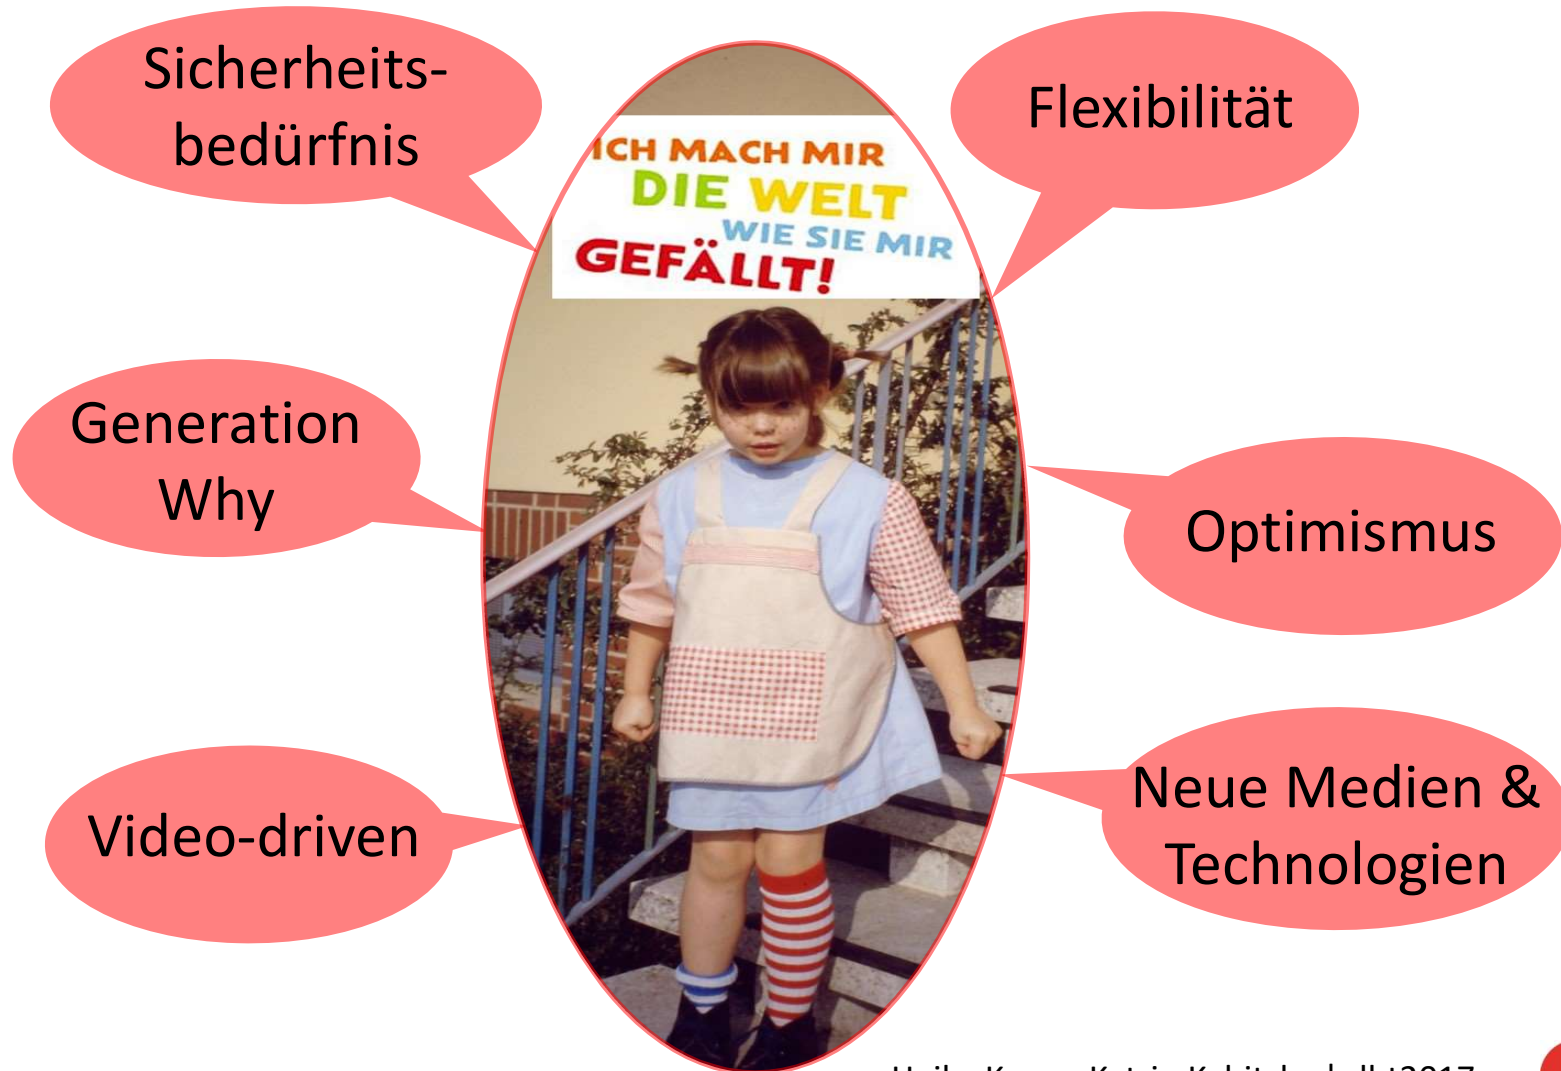 Sicherheits-
bedürfnis
Flexibilität
ICH MACH MIR
DIE WELT
WIE SIE MIR
GEFÄLLT!
Generation
Why
Optimismus
Video-driven
Neue Medien &
Technologien